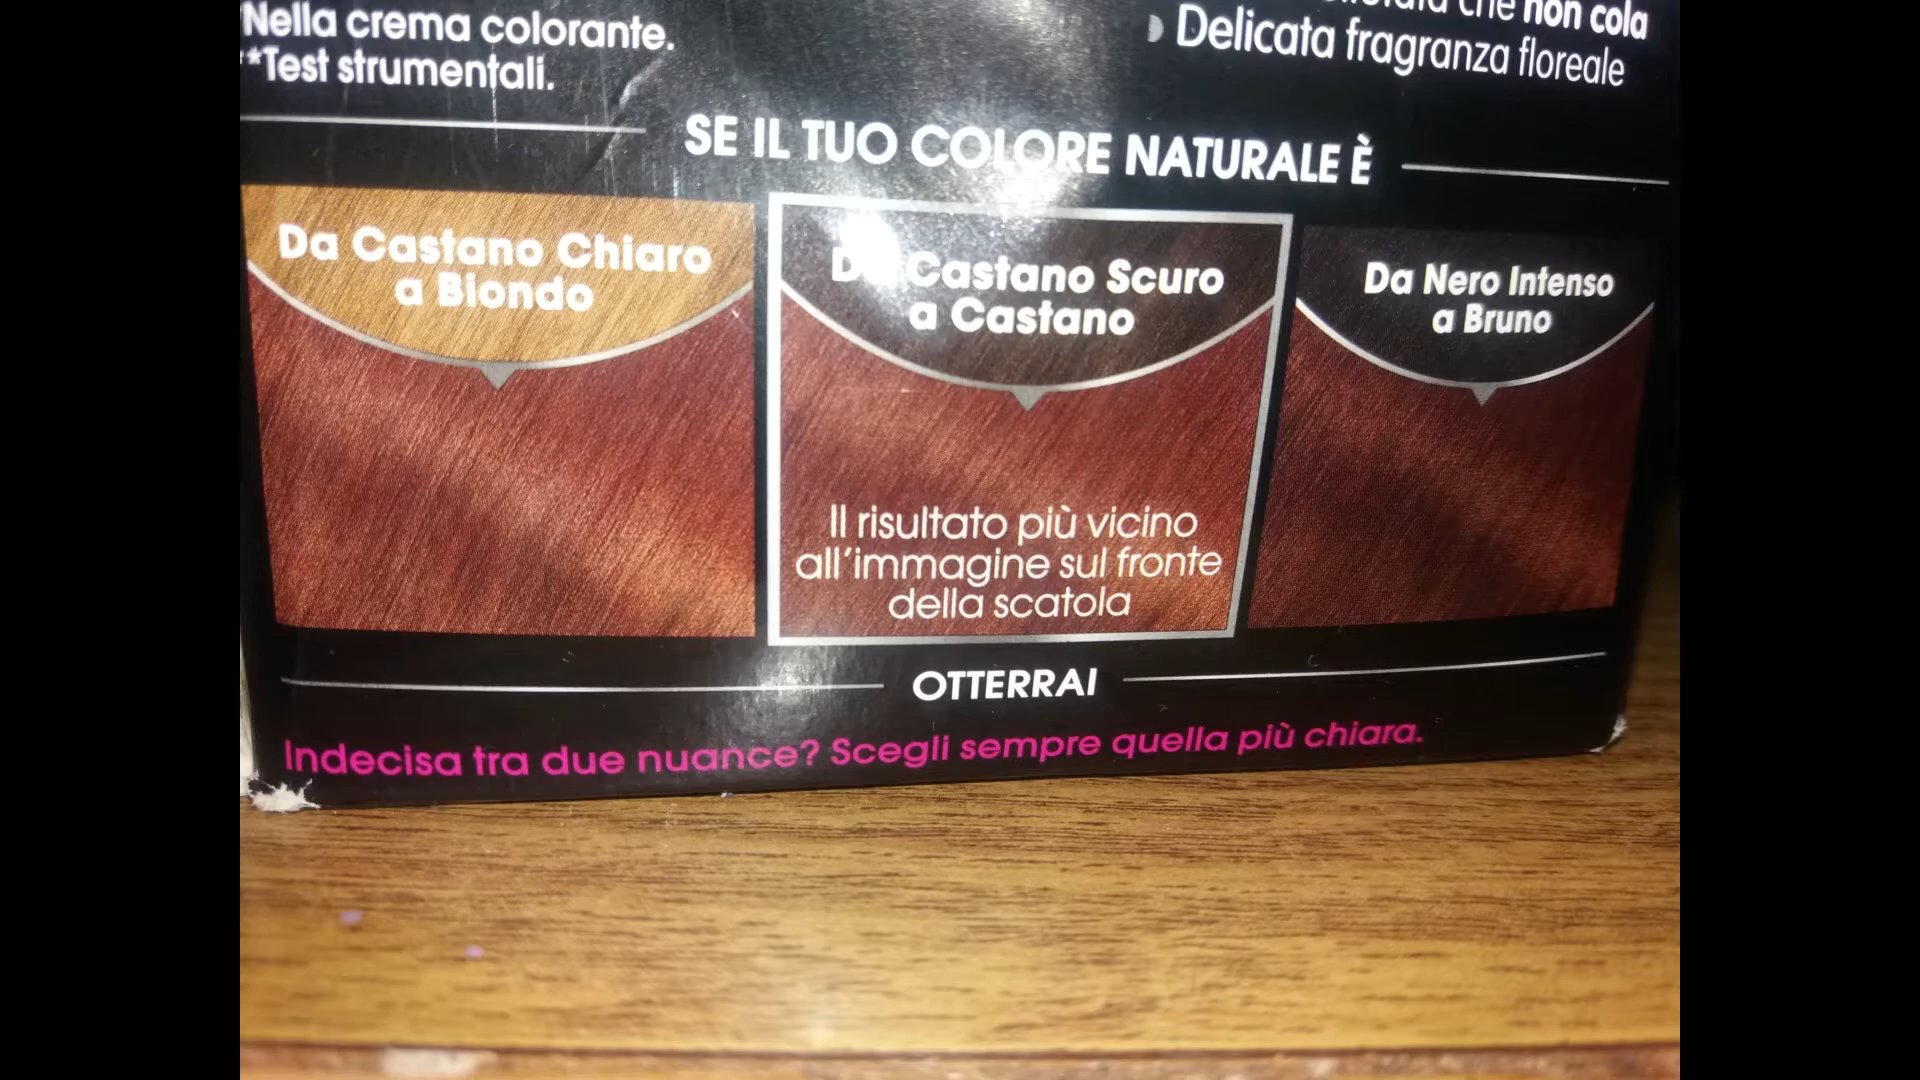 *Nella crema colorante.
**Test strumentali.
che non cola
Delicata fragranza floreale
SE IL TUO COLORE NATURALE È
Da Castano Chiaro
a Biondo
Da Castano Scuro
a Castano
Da Nero Intenso
a Bruno
Il risultato più vicino
all'immagine sul fronte
della scatola
OTTERRAI
Indecisa tra due nuance? Scegli sempre quella più chiara.